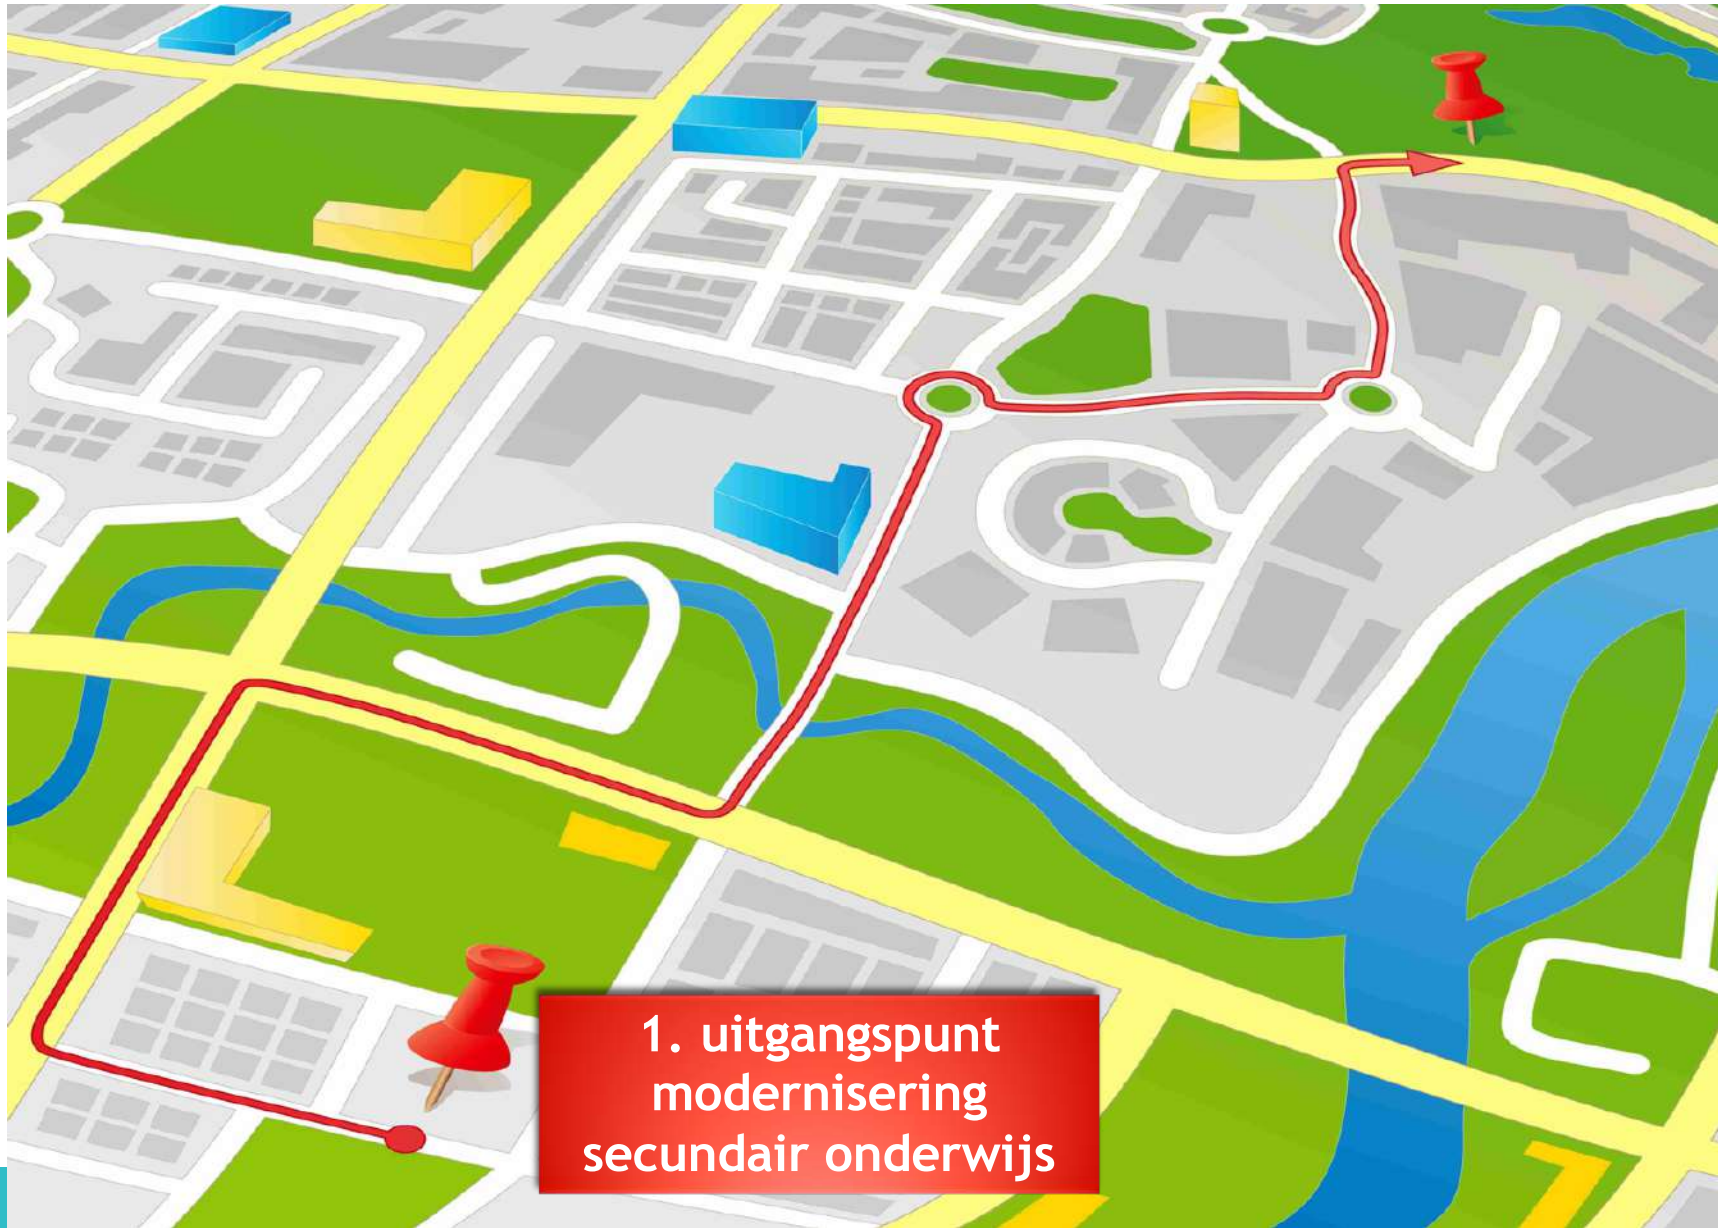 1. uitgangspunt
modernisering
secundair onderwijs